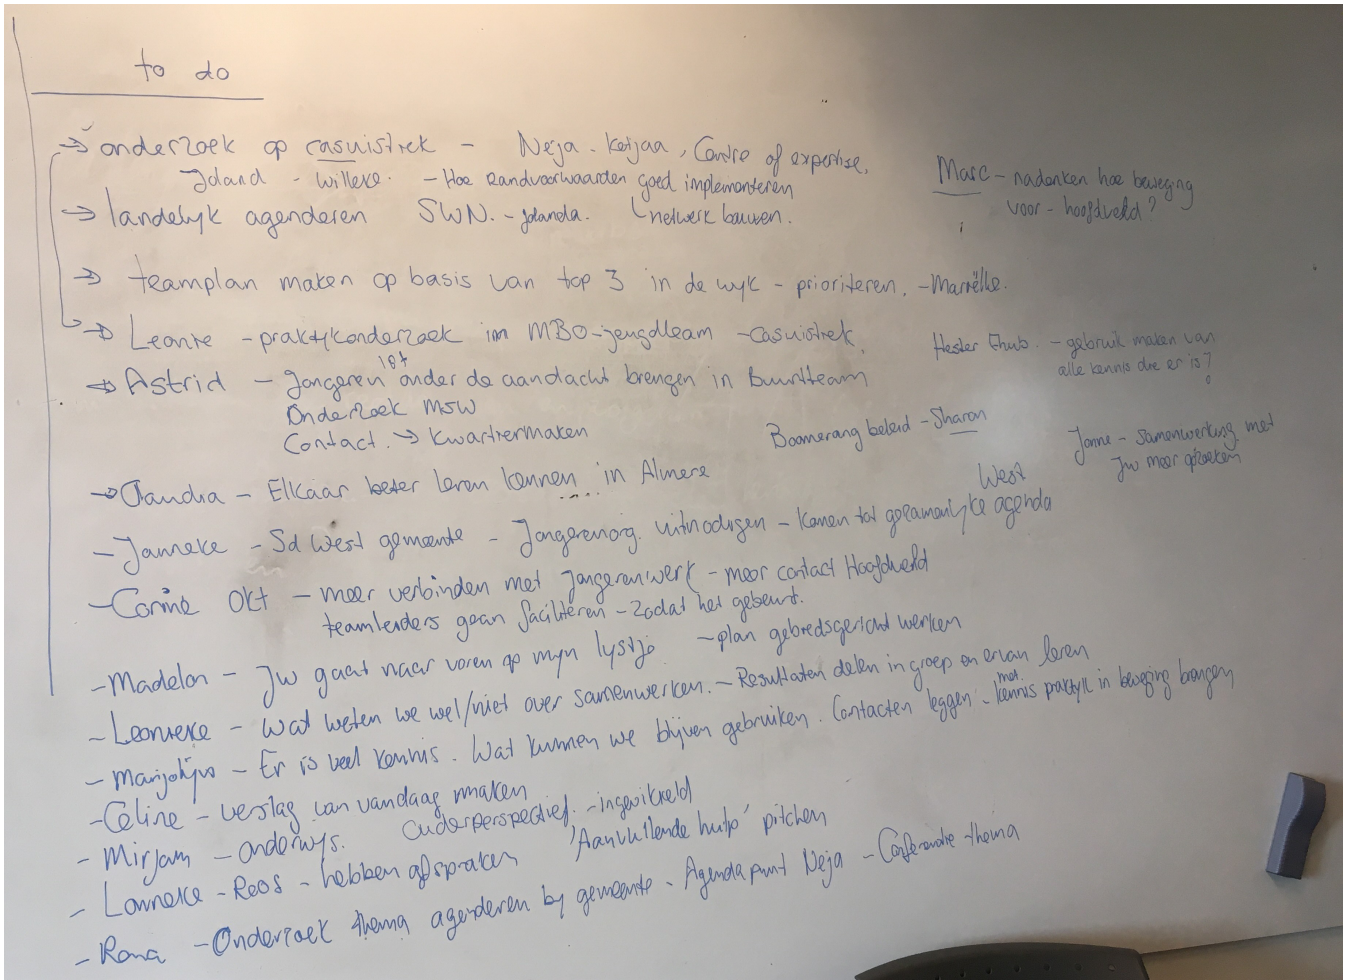 to do
→ onderzoek op casuistiek - Neja - Katjaa, Centre of expertise,
Joland - Willeke. - Hoe Randvoorwaarden goed implementeren
→ landelijk agenderen SWN. - Jolanda. netwerk bouwen.
Marc - nadenken hoe beweging
voor - hoofdveld?
→ teamplan maken op basis van top 3 in de wijk - prioriteren. - Mariëlle.
→ Leonie - praktijkonderzoek im MBO-jeugdteam - Casuistiek.
Hester - gebruik maken van
alle kennis die er is?
→ Astrid - Jongeren 18+ onder de aandacht brengen in Buurtteam
Onderzoek MSW
Contact → Kwartiermaken
Boomerang beleid - Sharon
Janne - Samenwerking met
Jw meer opzoeken
→ Claudia - Elkaar beter leren kennen in Almere
West
- Janneke - Sd West gemeente - Jongerenorg. uitnodigen - komen tot gezamenlijke agenda
- Corine Okt - meer verbinden met Jongerenwerk - meer contact Hoofdveld
teamleiders gaan faciliteren - zodat het gebeurt.
- Madelon - Jw gaat naar voren op mijn lijstje - plan gebiedsgericht werken
- Leonieke - Wat weten we wel/niet over samenwerken. - Resultaten delen in groep en ervan leren
- Marjolijn - Er is veel kennis. Wat kunnen we blijven gebruiken. Contacten leggen - met kennis praktijk in beweging brengen
- Céline - verslag van vandaag maken
- Mirjam - onderwijs. Ouderperspectief. - ingewikkeld
- Lonneke - Roos - hebben afspraken 'Aanvullende hulp' pitchen
- Rona - Onderzoek thema agenderen bij gemeente - Agendapunt Neja - Conferentie thema